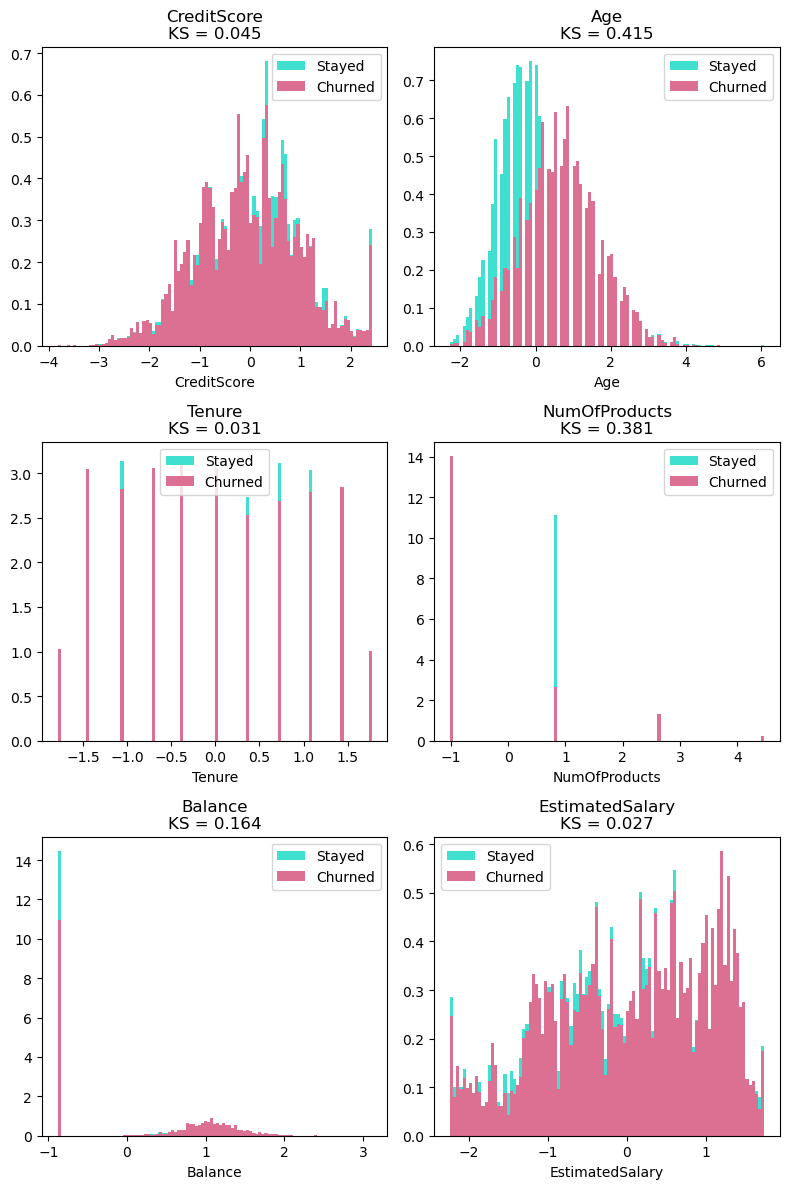 CreditScore
KS = 0.045
0.7
0.6
0.5
0.4
0.3
0.2
0.1
0.0
Stayed
Churned
−4
−3
−2
−1
0
1
2
CreditScore
Age
KS = 0.415
0.7
0.6
0.5
0.4
0.3
0.2
0.1
0.0
Stayed
Churned
−2
0
2
4
6
Age
Tenure
KS = 0.031
3.0
2.5
2.0
1.5
1.0
0.5
0.0
Stayed
Churned
−1.5
−1.0
−0.5
0.0
0.5
1.0
1.5
Tenure
NumOfProducts
KS = 0.381
14
12
10
8
6
4
2
0
Stayed
Churned
−1
0
1
2
3
4
NumOfProducts
Balance
KS = 0.164
14
12
10
8
6
4
2
0
Stayed
Churned
−1
0
1
2
3
Balance
EstimatedSalary
KS = 0.027
0.6
0.5
0.4
0.3
0.2
0.1
0.0
Stayed
Churned
−2
−1
0
1
EstimatedSalary